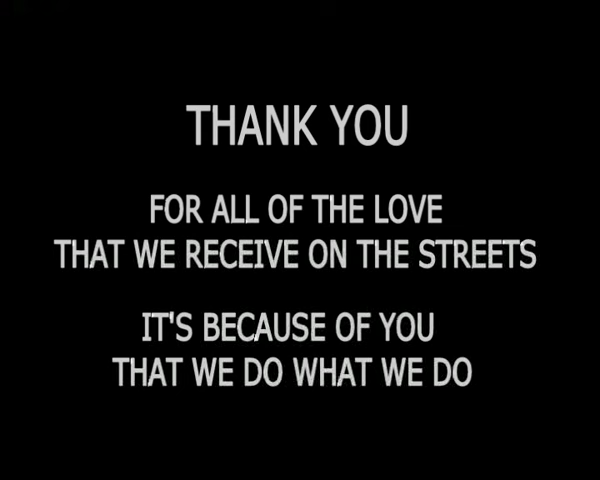 THANK YOU
FOR ALL OF THE LOVE
THAT WE RECEIVE ON THE STREETS
IT'S BECAUSE OF YOU
THAT WE DO WHAT WE DO